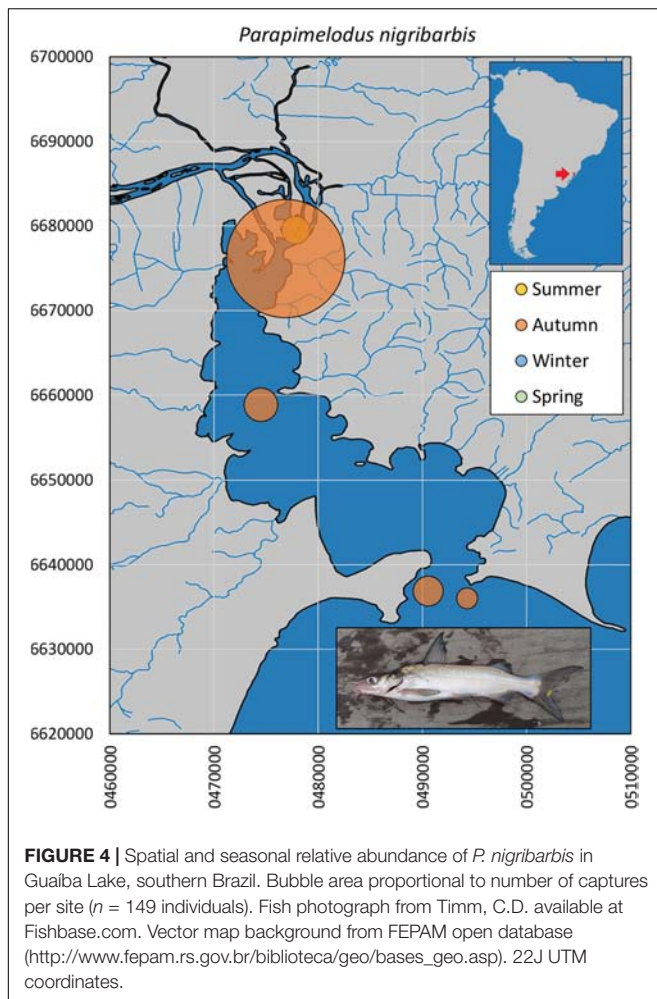 Parapimelodus nigribarbis
6700000
6690000
6680000
6670000
6660000
6650000
6640000
6630000
6620000
Summer
Autumn
Winter
Spring
0460000
0470000
0480000
0490000
0500000
0510000
FIGURE 4 | Spatial and seasonal relative abundance of P. nigribarbis in
Guaíba Lake, southern Brazil. Bubble area proportional to number of captures
per site (n = 149 individuals). Fish photograph from Timm, C.D. available at
Fishbase.com. Vector map background from FEPAM open database
(http://www.fepam.rs.gov.br/biblioteca/geo/bases_geo.asp). 22J UTM
coordinates.